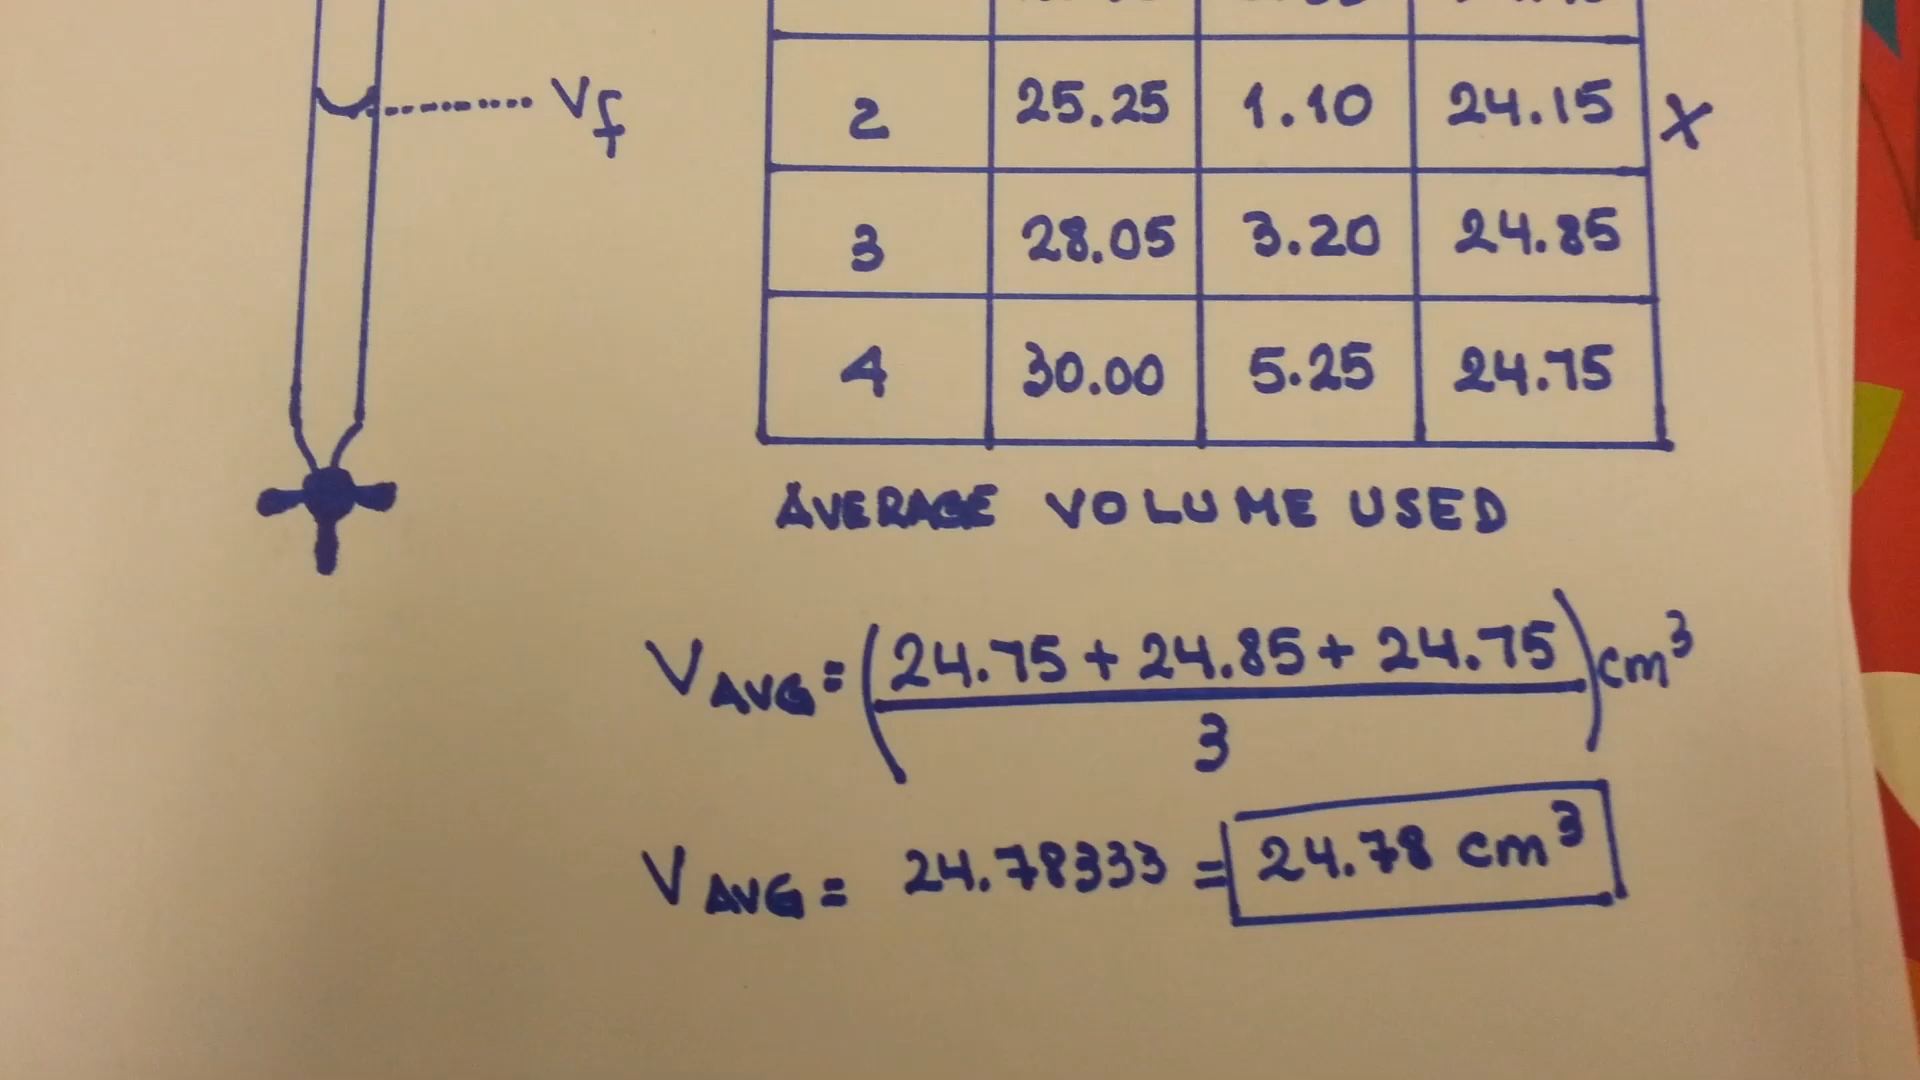 Vf
2 25.25 1.10 24.15 X
3 28.05 3.20 24.85
4 30.00 5.25 24.75
AVERAGE VOLUME USED
V AVG = (24.75 + 24.85 + 24.75 / 3) cm³
V AVG = 24.78333 = 24.78 cm³